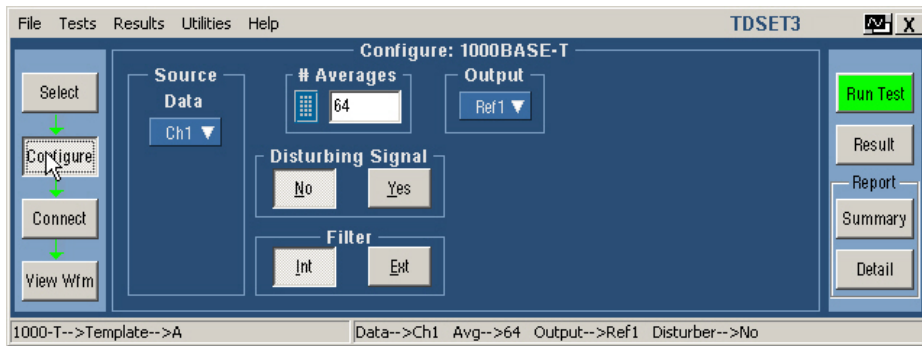 File Tests Results Utilities Help TDSET3 X
Configure: 1000BASE-T
Select
Configure
Connect
View Wfm
Source
Data
Ch1
# Averages
64
Output
Ref1
Disturbing Signal
No Yes
Filter
Int Ext
Run Test
Result
Report
Summary
Detail
1000-T-->Template-->A Data-->Ch1 Avg-->64 Output-->Ref1 Disturber-->No